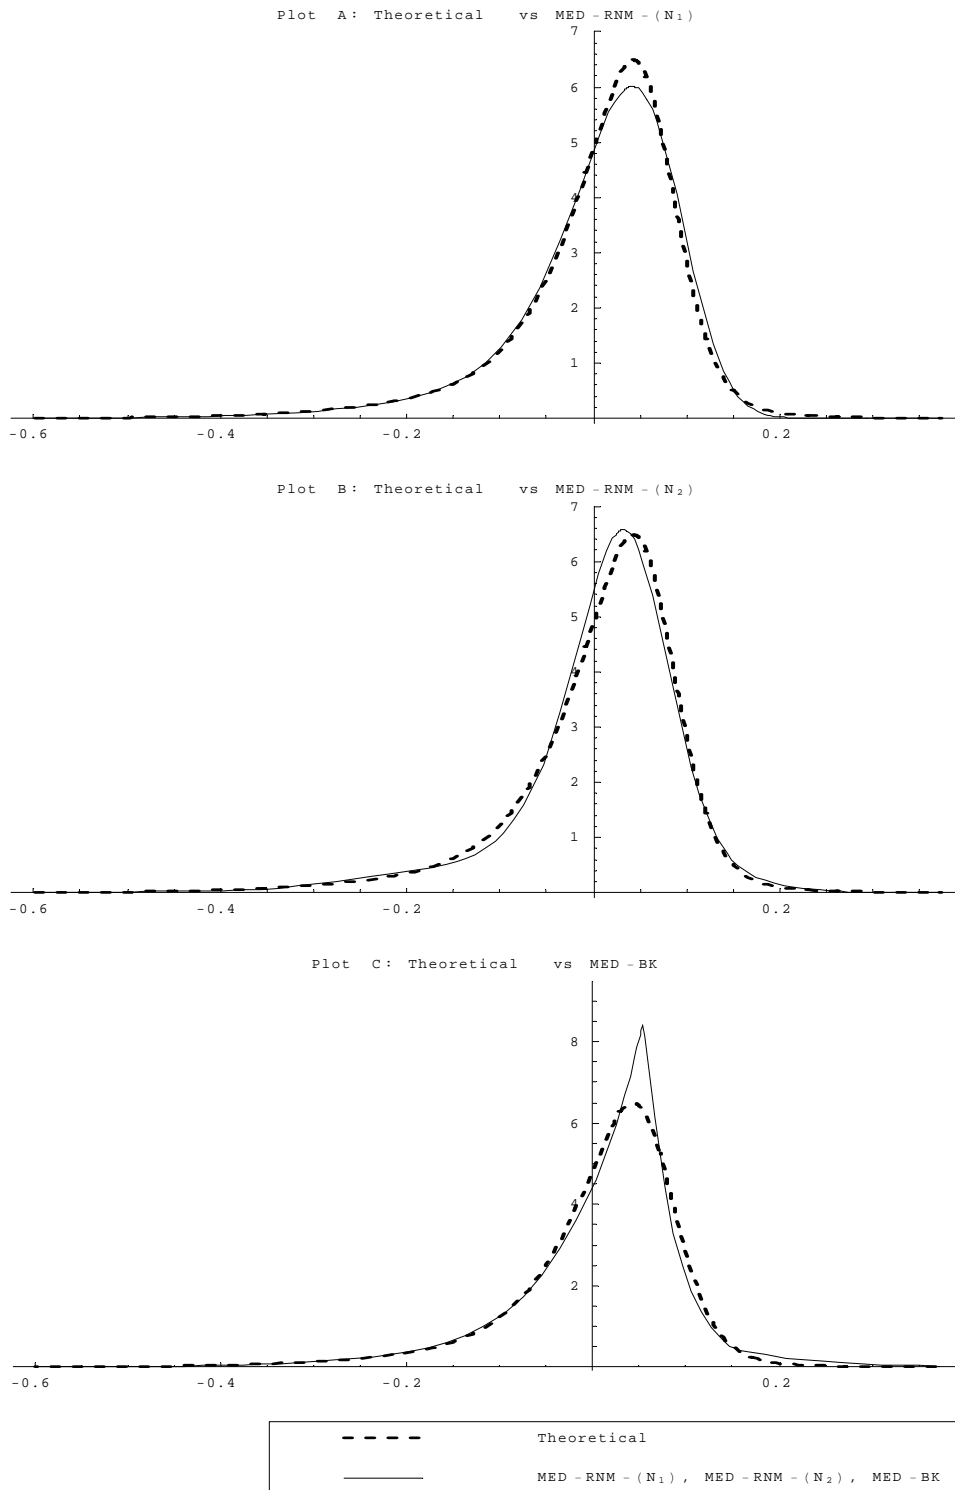 Plot A: Theoretical vs MED-RNM-(N₁)
7
6
5
4
3
2
1
-0.6 -0.4 -0.2 0.2
Plot B: Theoretical vs MED-RNM-(N₂)
7
6
5
4
3
2
1
-0.6 -0.4 -0.2 0.2
Plot C: Theoretical vs MED-BK
8
6
4
2
-0.6 -0.4 -0.2 0.2
Theoretical
MED-RNM-(N₁), MED-RNM-(N₂), MED-BK